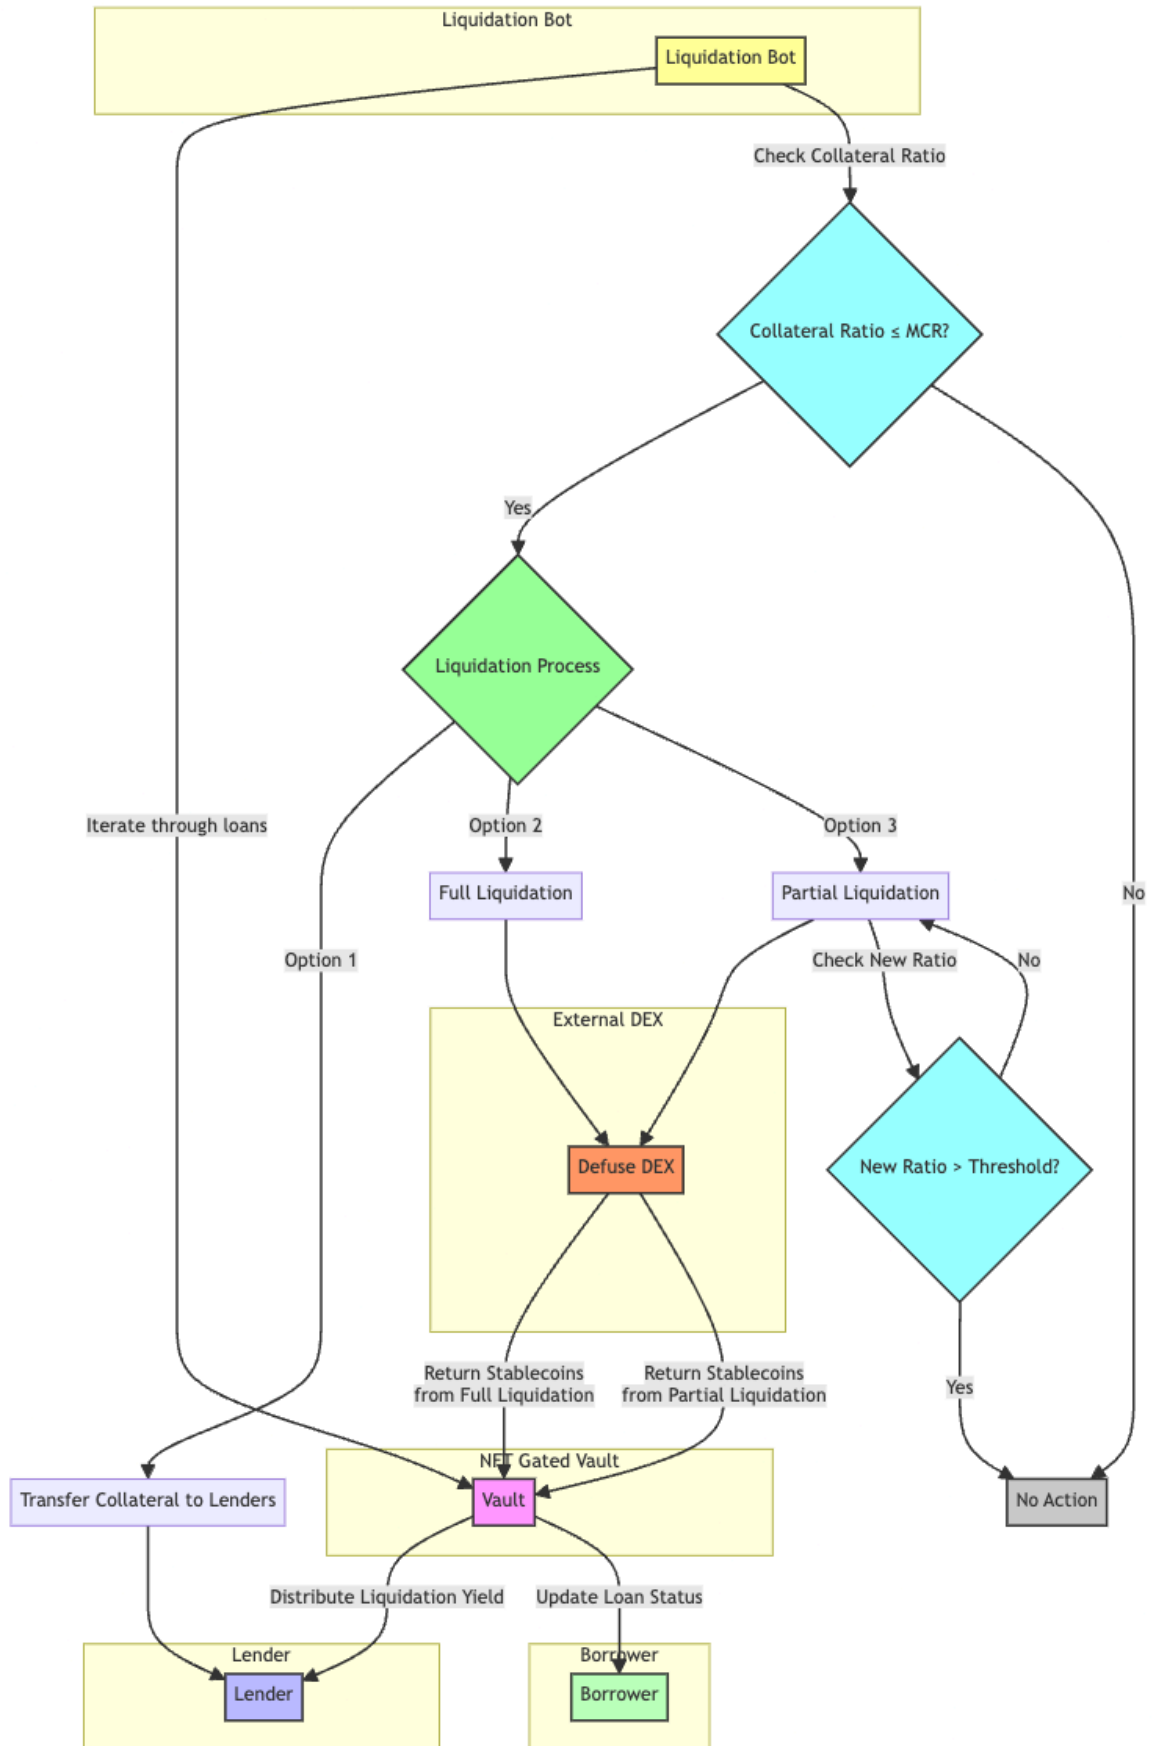 Liquidation Bot
Liquidation Bot
Check Collateral Ratio
Collateral Ratio ≤ MCR?
Yes
Liquidation Process
Iterate through loans
Option 2
Option 3
Full Liquidation
Partial Liquidation
No
Option 1
Check New Ratio
No
External DEX
Defuse DEX
New Ratio > Threshold?
Return Stablecoins
from Full Liquidation
Return Stablecoins
from Partial Liquidation
Yes
NFT Gated Vault
Transfer Collateral to Lenders
Vault
No Action
Distribute Liquidation Yield
Update Loan Status
Lender
Borrower
Lender
Borrower